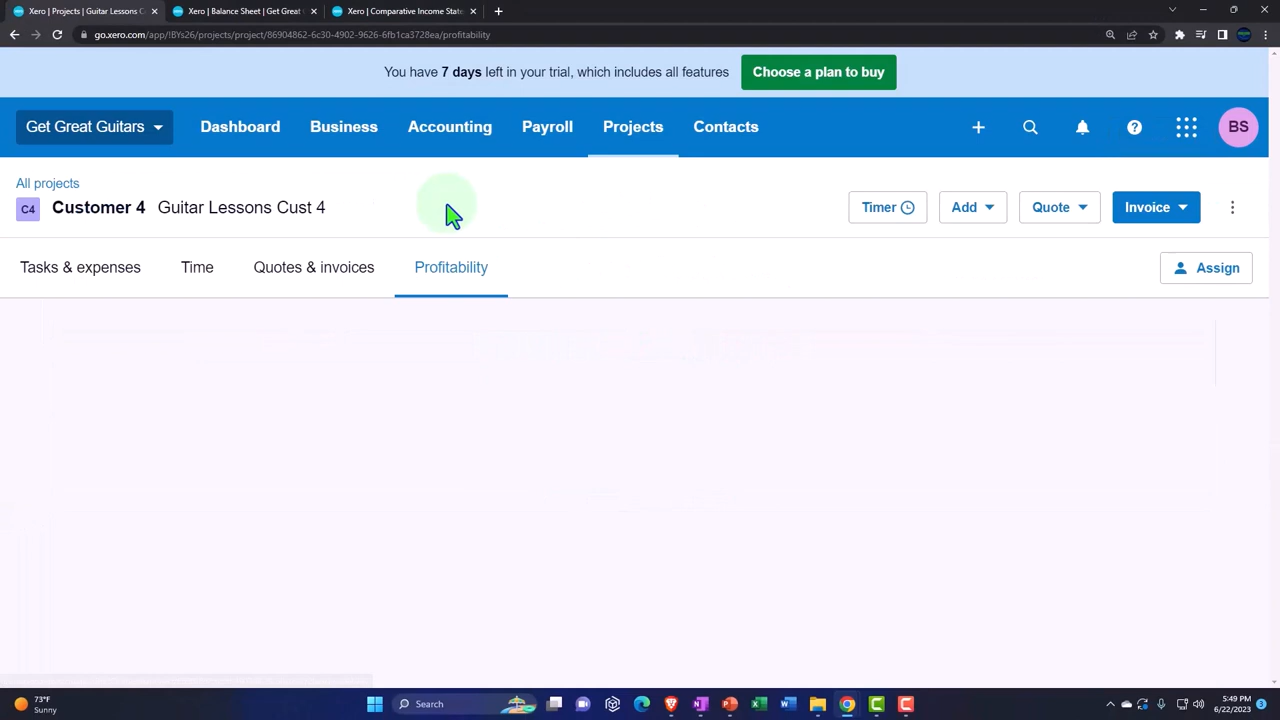 Xero | Projects | Guitar Lessons C
Xero | Balance Sheet | Get Great
Xero | Comparative Income State
go.xero.com/app/!BYs26/projects/project/86904862-6c30-4902-9626-6fb1ca3728ea/profitability
You have 7 days left in your trial, which includes all features
Choose a plan to buy
Get Great Guitars
Dashboard
Business
Accounting
Payroll
Projects
Contacts
BS
All projects
C4
Customer 4
Guitar Lessons Cust 4
Timer
Add
Quote
Invoice
Tasks & expenses
Time
Quotes & invoices
Profitability
Assign
73°F
Sunny
Search
5:49 PM
6/22/2023